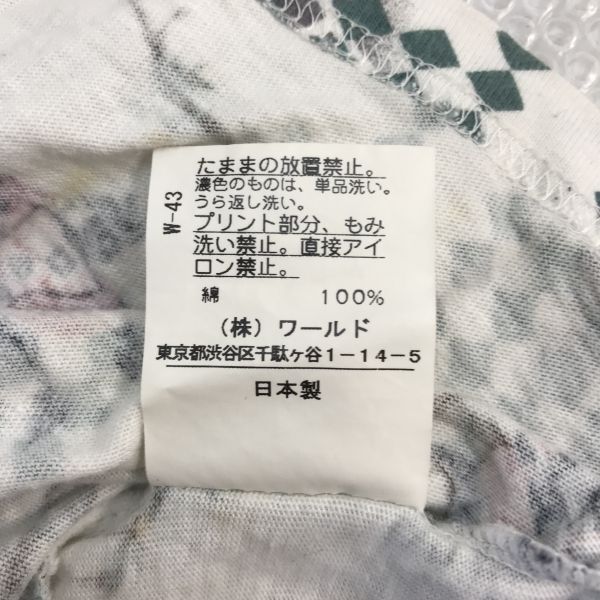 たままの放置禁止。
濃色のものは、単品洗い。
うら返し洗い。
プリント部分、もみ
洗い禁止。直接アイ
ロン禁止。
綿 100%
(株)ワールド
東京都渋谷区千駄ヶ谷1-14-5
日本製
W-43